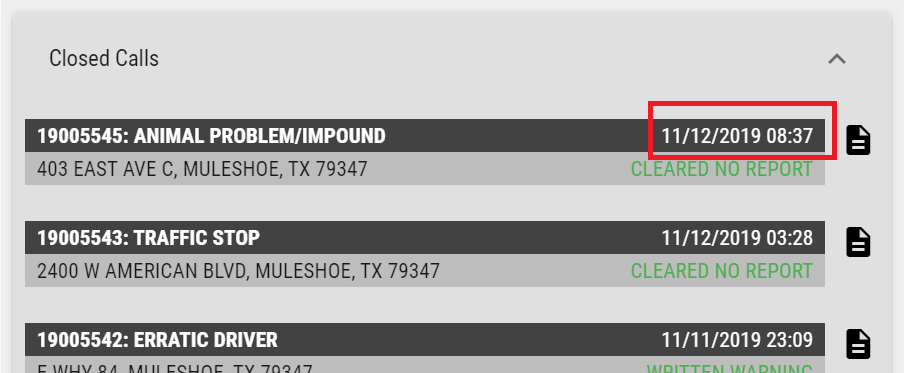 Closed Calls
19005545: ANIMAL PROBLEM/IMPOUND 11/12/2019 08:37
403 EAST AVE C, MULESHOE, TX 79347 CLEARED NO REPORT
19005543: TRAFFIC STOP 11/12/2019 03:28
2400 W AMERICAN BLVD, MULESHOE, TX 79347 CLEARED NO REPORT
19005542: ERRATIC DRIVER 11/11/2019 23:09
E WHY 84, MULESHOE, TX 79347 WRITTEN WARNING